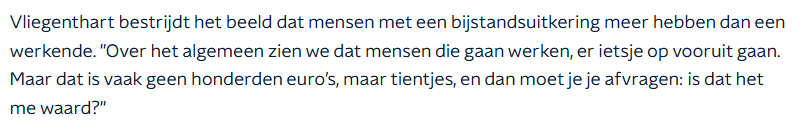 Vliegenthart bestrijdt het beeld dat mensen met een bijstandsuitkering meer hebben dan een
werkende. "Over het algemeen zien we dat mensen die gaan werken, er ietsje op vooruit gaan.
Maar dat is vaak geen honderden euro's, maar tientjes, en dan moet je je afvragen: is dat het
me waard?"